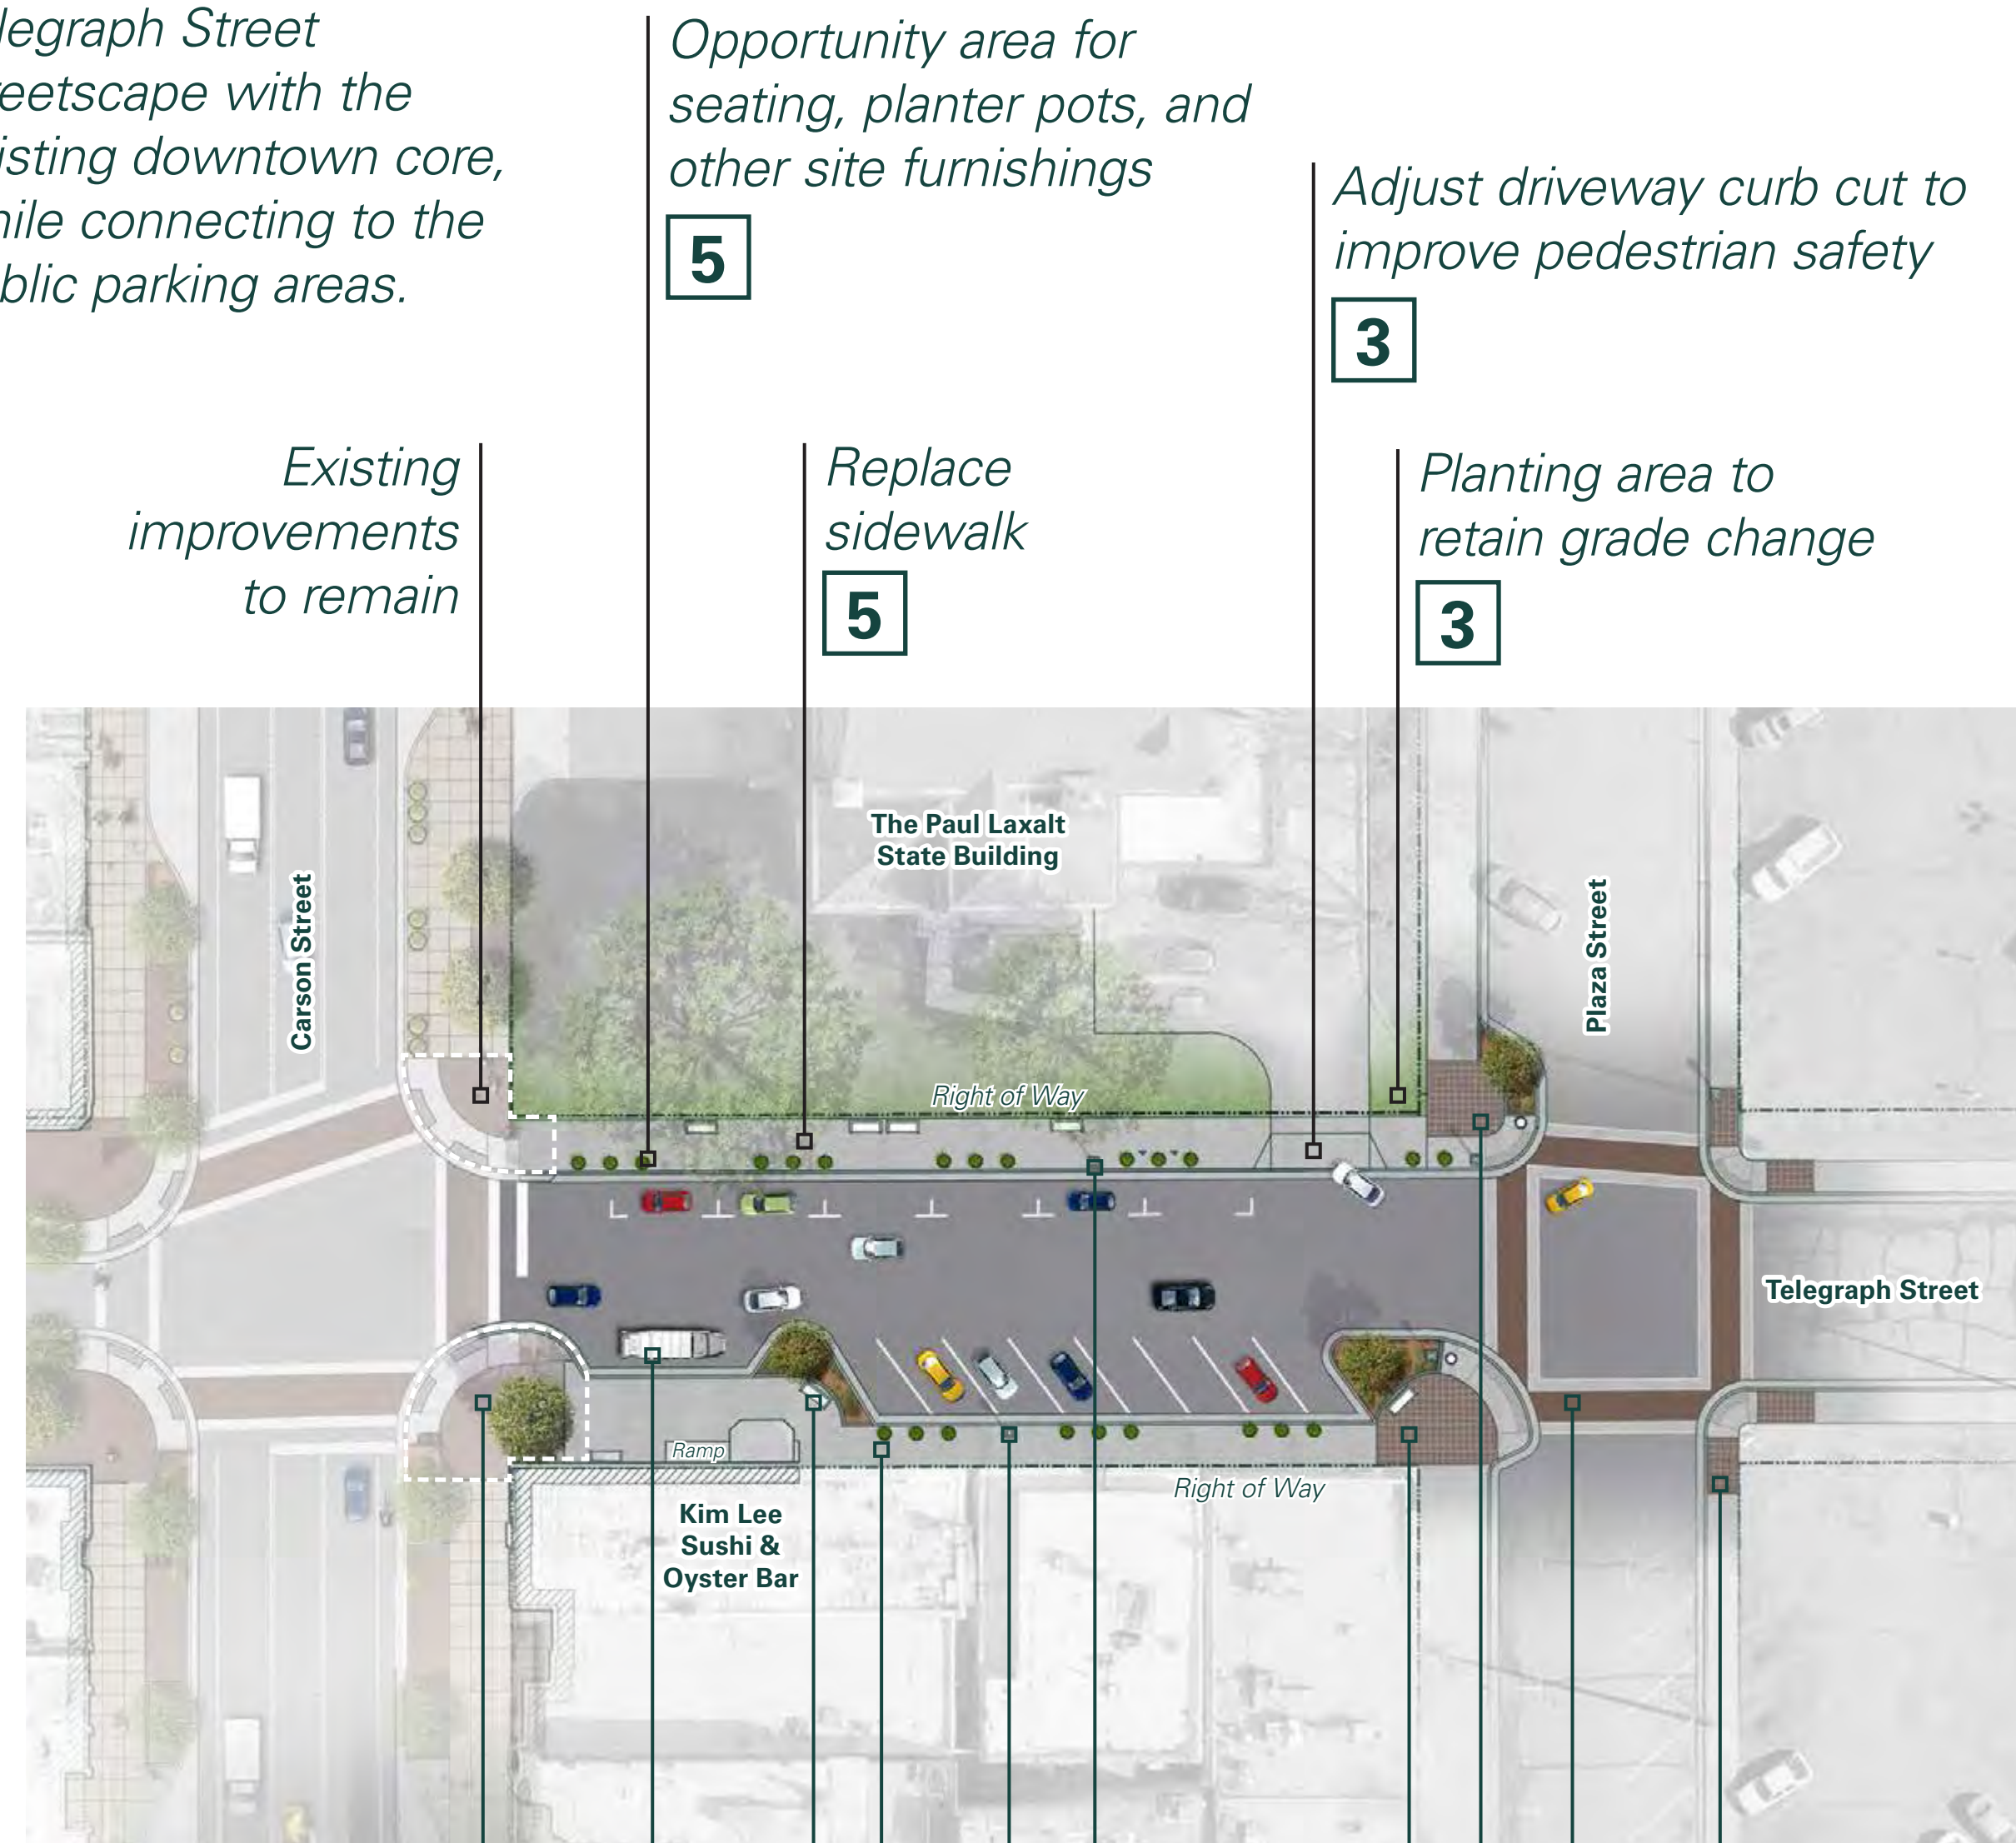 legraph Street
eetscape with the
isting downtown core,
ile connecting to the
blic parking areas.
Opportunity area for
seating, planter pots, and
other site furnishings
5
Adjust driveway curb cut to
improve pedestrian safety
3
Existing
improvements
to remain
Replace
sidewalk
5
Planting area to
retain grade change
3
The Paul Laxalt
State Building
Carson Street
Plaza Street
Right of Way
Telegraph Street
Ramp
Right of Way
Kim Lee
Sushi &
Oyster Bar